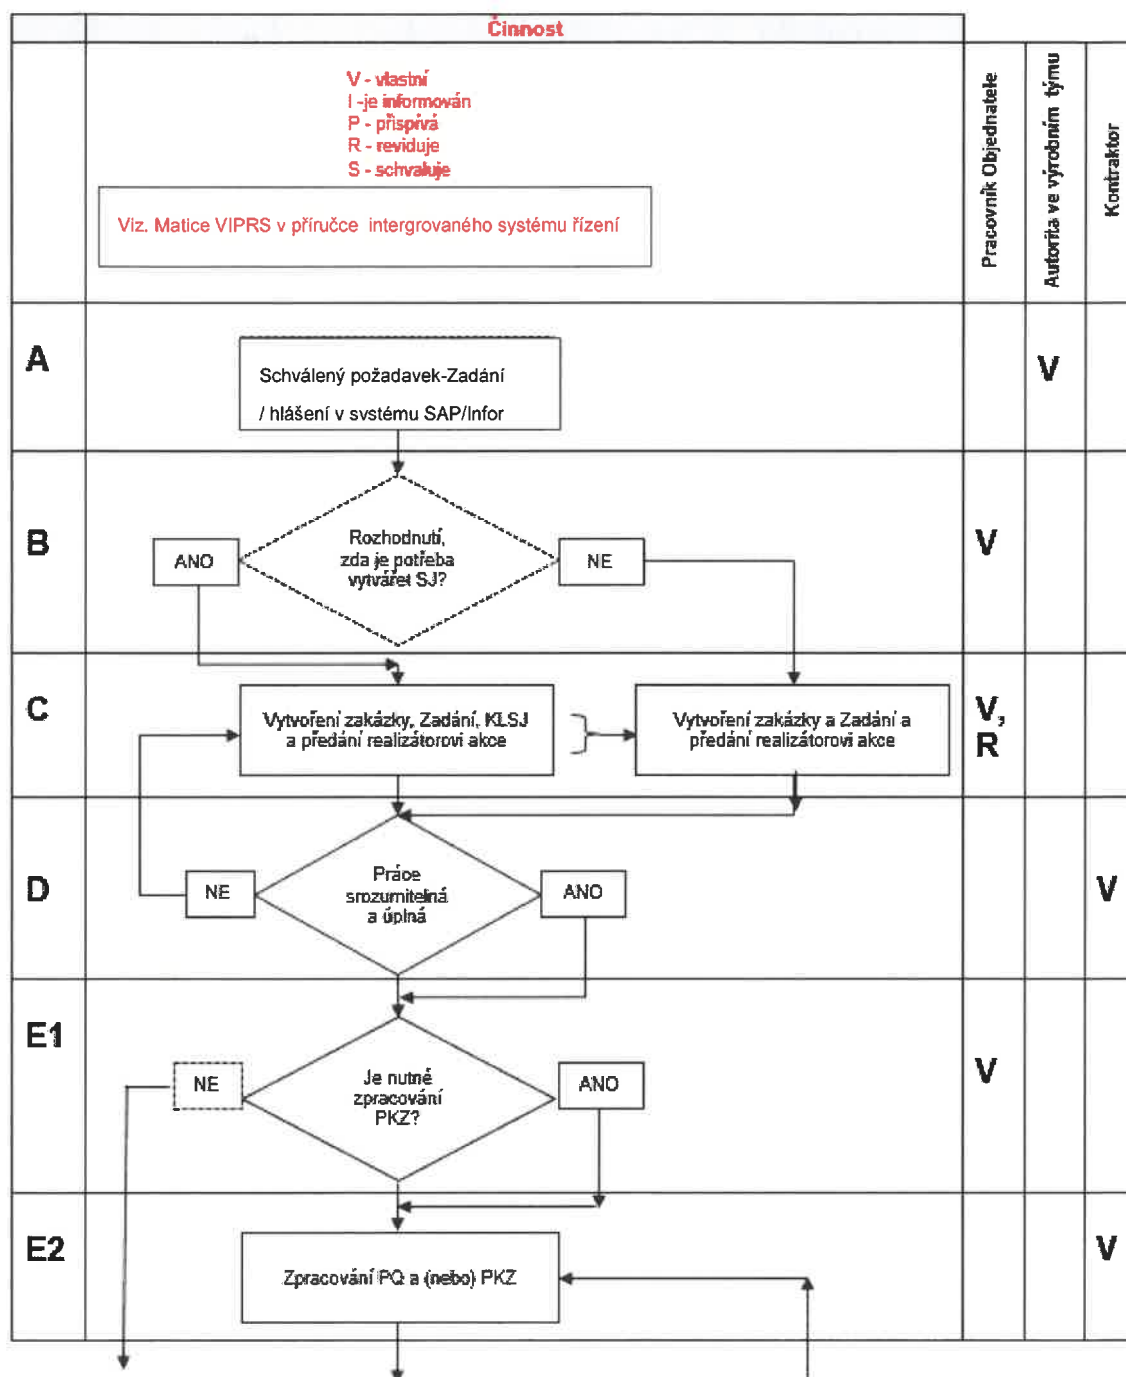 Činnost
V - vlastní
I -je informován
P - přispívá
R - reviduje
S - schvaluje
Viz. Matice VIPRS v příručce intergrovaného systému řízení
Pracovník Objednatele
Autorita ve výrobním týmu
Kontraktor
A
Schválený požadavek-Zadání
/ hlášení v systému SAP/Infor
V
B
ANO
Rozhodnutí,
zda je potřeba
vytvářet SJ?
NE
V
C
Vytvoření zakázky, Zadání, KLSJ
a předání realizátorovi akce
Vytvoření zakázky a Zadání a
předání realizátorovi akce
V,
R
D
NE
Práce
srozumitelná
a úplná
ANO
V
E1
NE
Je nutné
zpracování
PKZ?
ANO
V
E2
Zpracování PQ a (nebo) PKZ
V